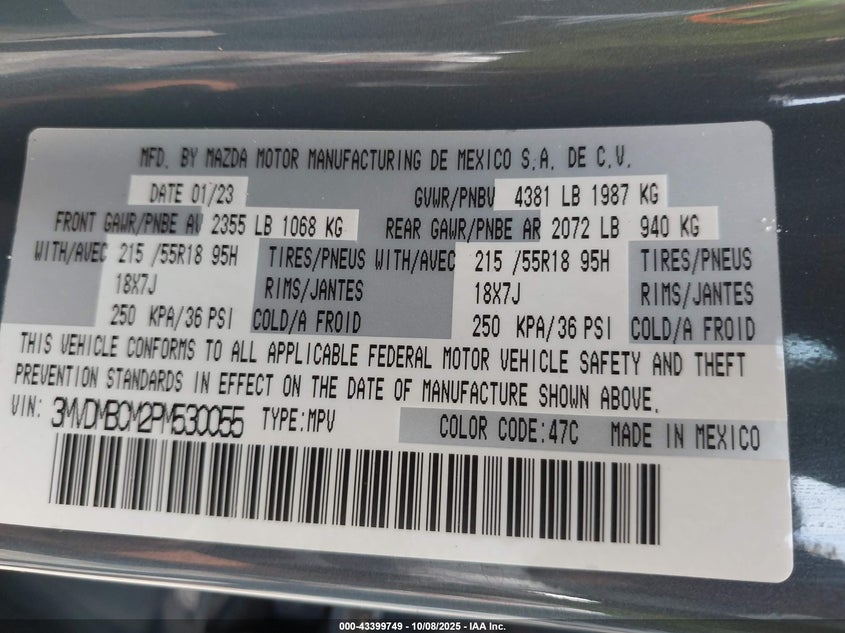 MFD. BY MAZDA MOTOR MANUFACTURING DE MEXICO S.A. DE C.V.
DATE 01/23 GVWR/PNBV 4381 LB 1987 KG
FRONT GAWR/PNBE AV 2355 LB 1068 KG REAR GAWR/PNBE AR 2072 LB 940 KG
WITH/AVEC 215 /55R18 95H TIRES/PNEUS WITH/AVEC 215 /55R18 95H TIRES/PNEUS
18X7J RIMS/JANTES 18X7J RIMS/JANTES
250 KPA/36 PSI COLD/A FROID 250 KPA/36 PSI COLD/A FROID
THIS VEHICLE CONFORMS TO ALL APPLICABLE FEDERAL MOTOR VEHICLE SAFETY AND THEFT
PREVENTION STANDARDS IN EFFECT ON THE DATE OF MANUFACTURE SHOWN ABOVE.
VIN: 3MVDMBCM2PM530055 TYPE:MPV COLOR CODE:47C MADE IN MEXICO
000-43399749 - 10/08/2025 - IAA Inc.